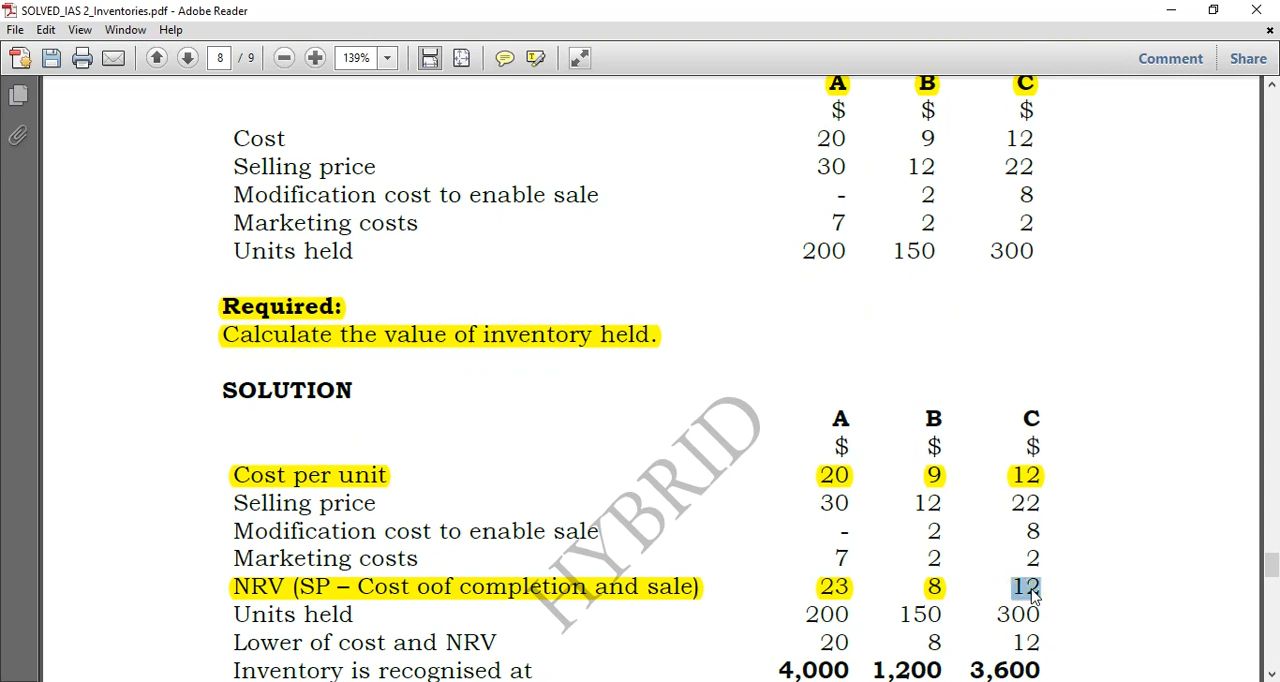 SOLVED_IAS 2_Inventories.pdf - Adobe Reader
File Edit View Window Help
8 / 9 139% Comment Share
A B C
$ $ $
Cost 20 9 12
Selling price 30 12 22
Modification cost to enable sale - 2 8
Marketing costs 7 2 2
Units held 200 150 300
Required:
Calculate the value of inventory held.
SOLUTION
A B C
$ $ $
Cost per unit 20 9 12
Selling price 30 12 22
Modification cost to enable sale - 2 8
Marketing costs 7 2 2
NRV (SP – Cost oof completion and sale) 23 8 12
Units held 200 150 300
Lower of cost and NRV 20 8 12
Inventory is recognised at 4,000 1,200 3,600
HYBRID